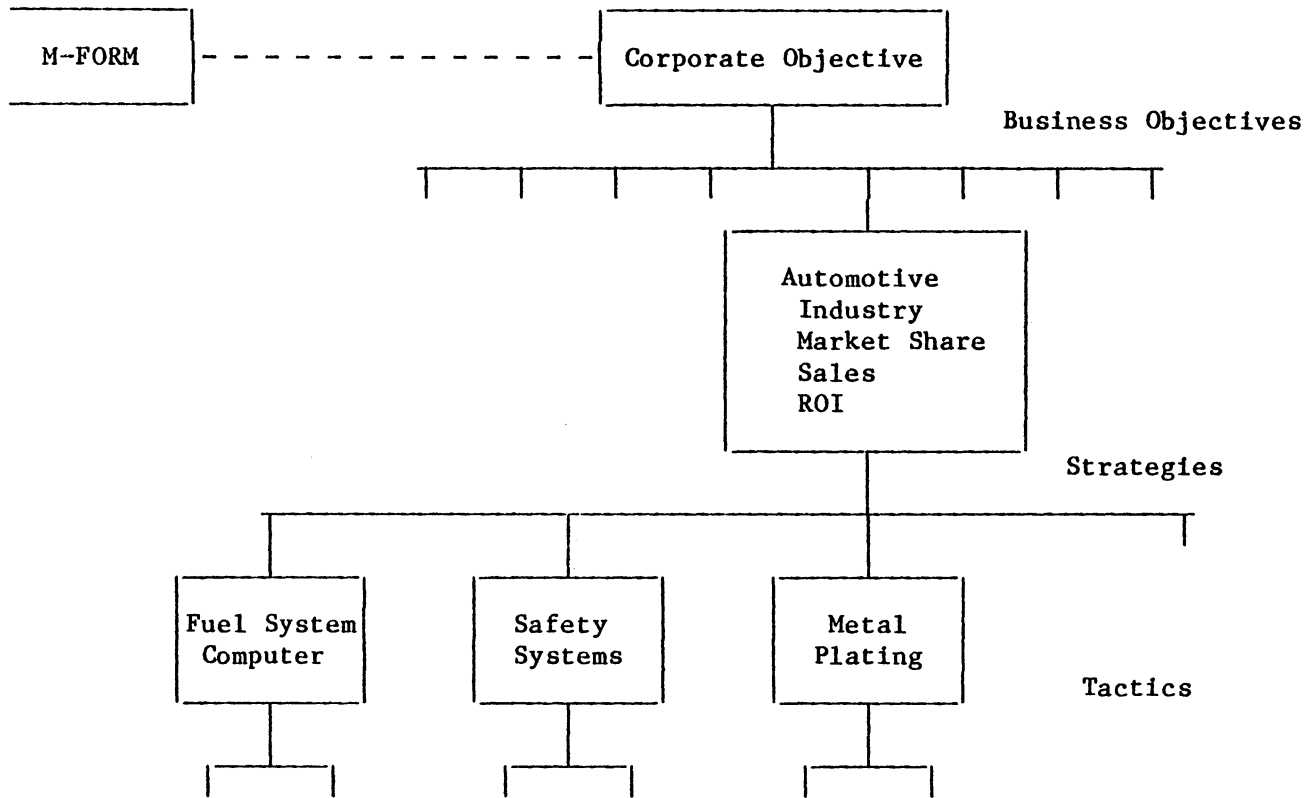 M-FORM
Corporate Objective
Business Objectives
Automotive
Industry
Market Share
Sales
ROI
Strategies
Fuel System
Computer
Safety
Systems
Metal
Plating
Tactics